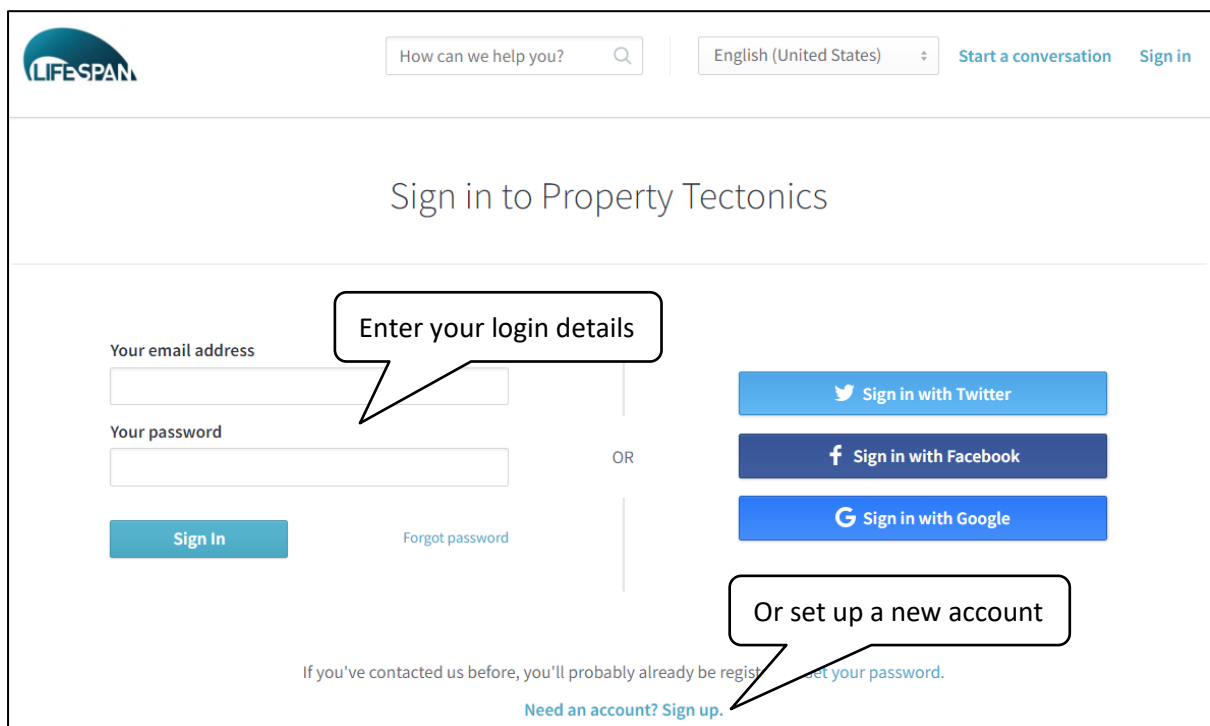 LIFESPAN
How can we help you?
English (United States)
Start a conversation
Sign in
Sign in to Property Tectonics
Enter your login details
Your email address
Your password
Sign In
Forgot password
OR
Sign in with Twitter
Sign in with Facebook
Sign in with Google
Or set up a new account
If you've contacted us before, you'll probably already be regist set your password.
Need an account? Sign up.